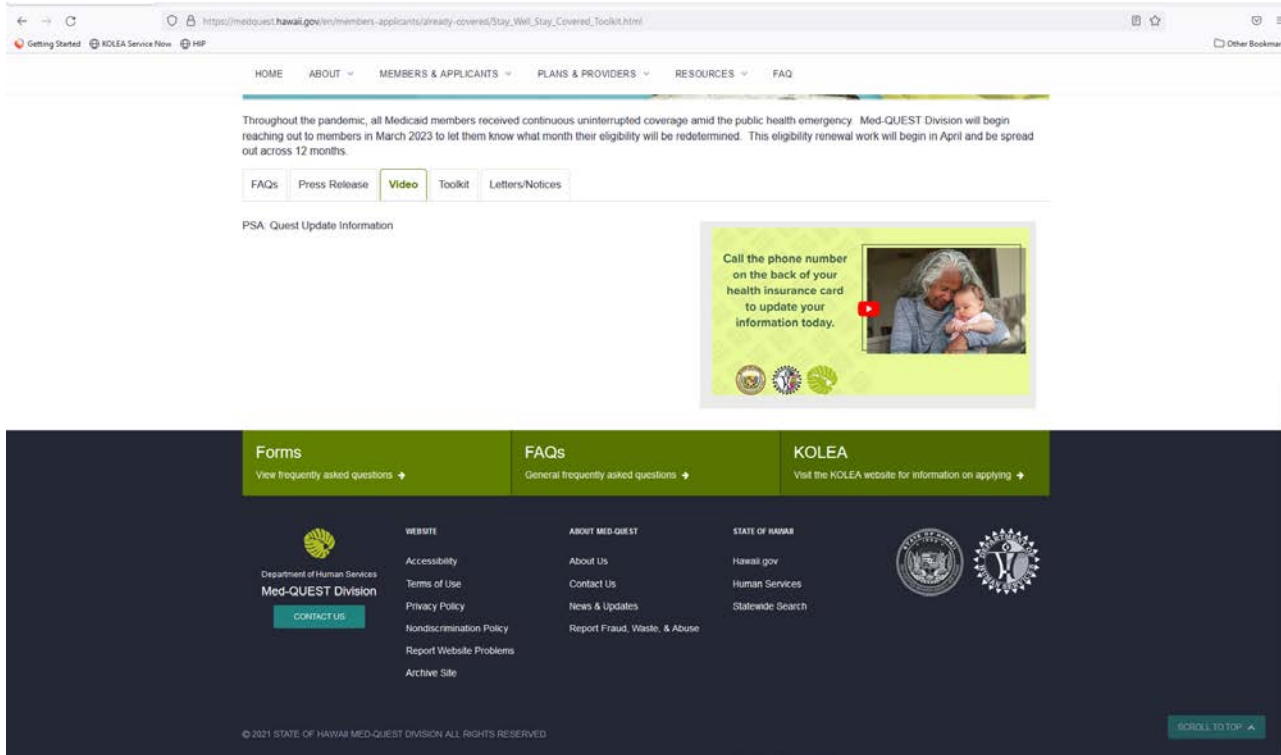 https://medquest.hawaii.gov/en/members-applicants/already-covered/Stay_Well_Stay_Covered_Toolkit.html
Getting Started KOLEA Service Now HIP
Other Bookmar
HOME ABOUT MEMBERS & APPLICANTS PLANS & PROVIDERS RESOURCES FAQ
Throughout the pandemic, all Medicaid members received continuous uninterrupted coverage amid the public health emergency. Med-QUEST Division will begin
reaching out to members in March 2023 to let them know what month their eligibility will be redetermined. This eligibility renewal work will begin in April and be spread
out across 12 months.
FAQs Press Release Video Toolkit Letters/Notices
PSA: Quest Update Information
Call the phone number
on the back of your
health insurance card
to update your
information today.
Forms
View frequently asked questions
FAQs
General frequently asked questions
KOLEA
Visit the KOLEA website for information on applying
Department of Human Services
Med-QUEST Division
CONTACT US
WEBSITE
Accessibility
Terms of Use
Privacy Policy
Nondiscrimination Policy
Report Website Problems
Archive Site
ABOUT MED-QUEST
About Us
Contact Us
News & Updates
Report Fraud, Waste, & Abuse
STATE OF HAWAII
Hawaii.gov
Human Services
Statewide Search
STATE OF HAWAII
DEPARTMENT OF HUMAN SERVICES
© 2021 STATE OF HAWAII MED-QUEST DIVISION ALL RIGHTS RESERVED
SCROLL TO TOP